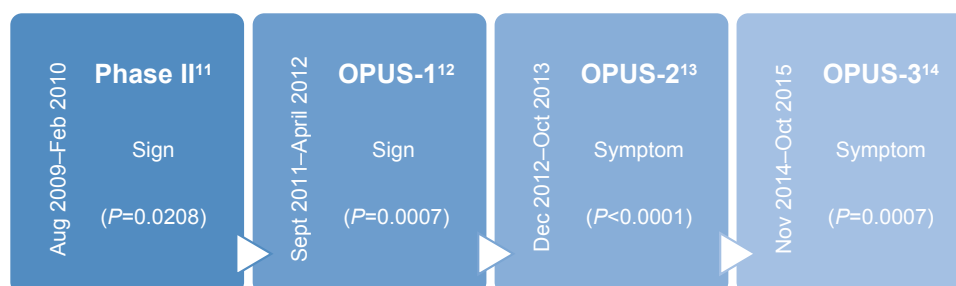 Aug 2009–Feb 2010
Phase II¹¹
Sign
(P=0.0208)
Sept 2011–April 2012
OPUS-1¹²
Sign
(P=0.0007)
Dec 2012–Oct 2013
OPUS-2¹³
Symptom
(P<0.0001)
Nov 2014–Oct 2015
OPUS-3¹⁴
Symptom
(P=0.0007)